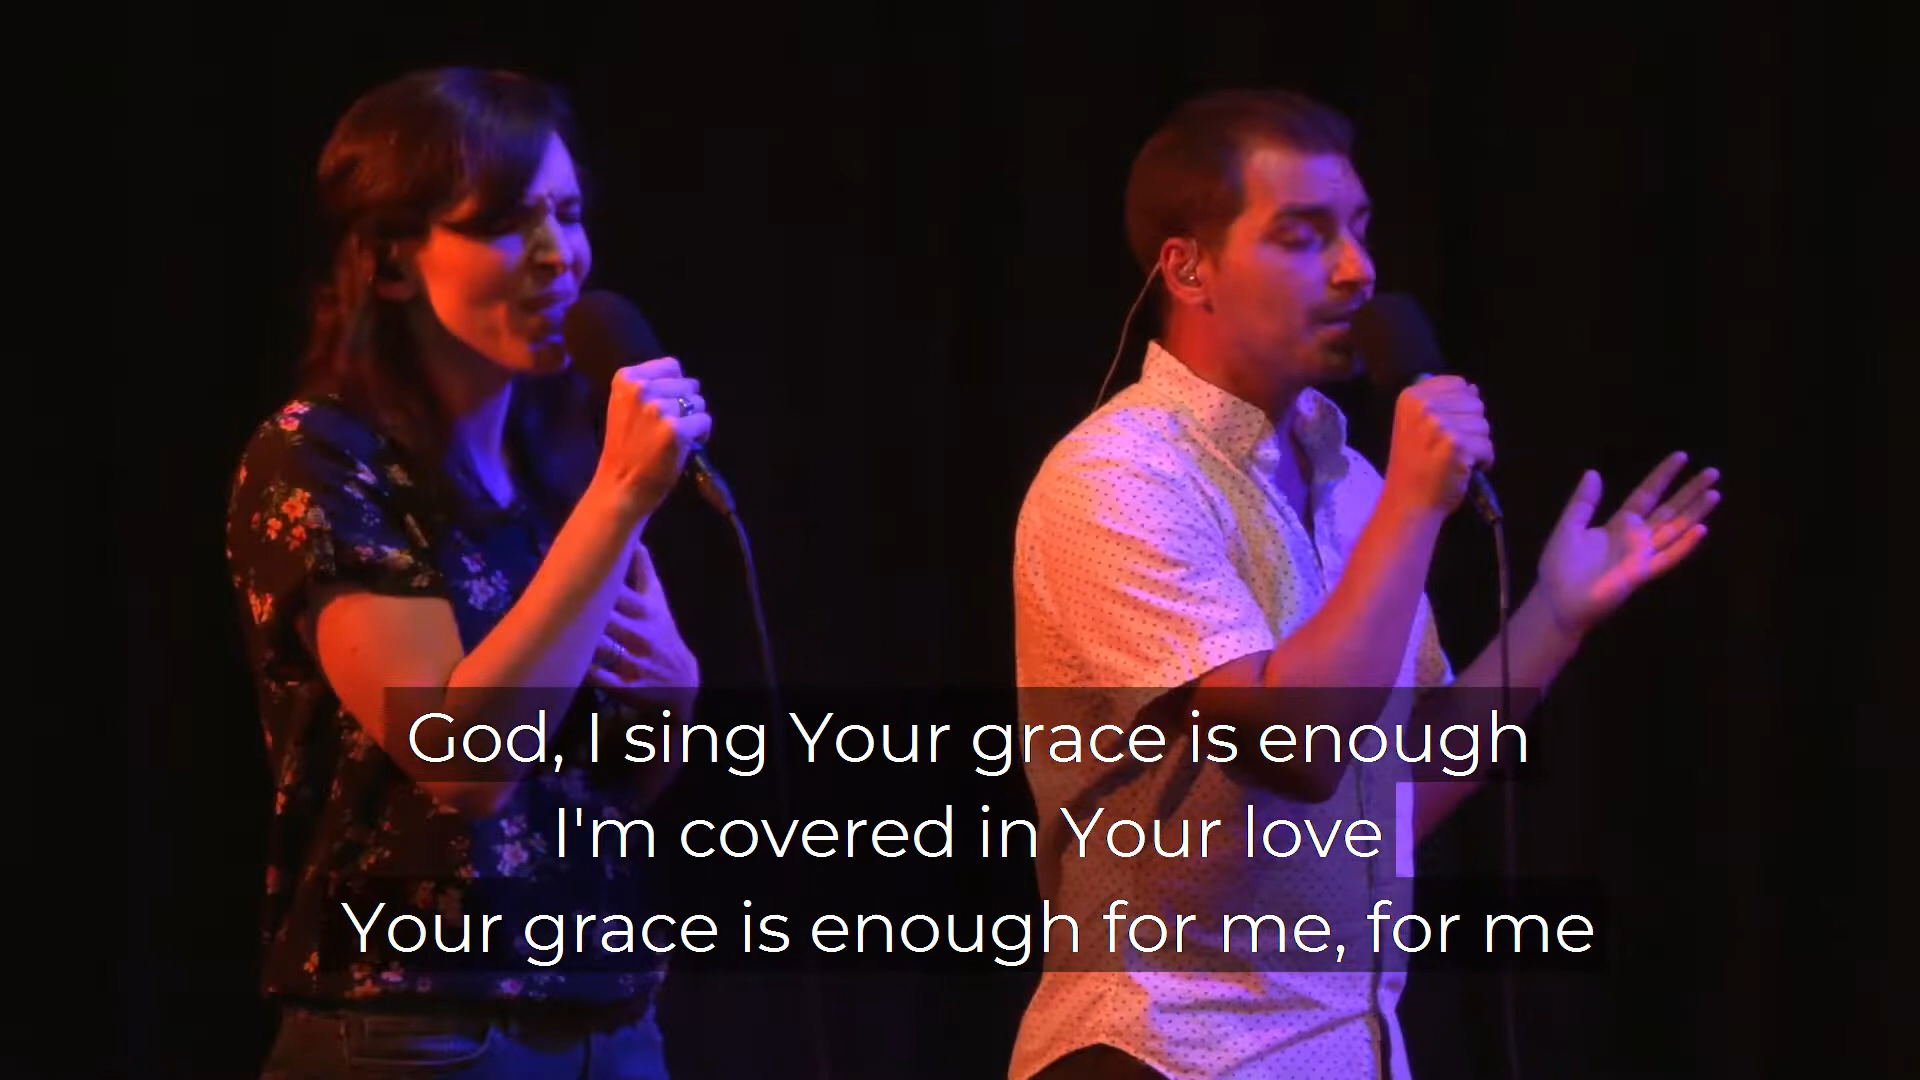 God, I sing Your grace is enough
I'm covered in Your love
Your grace is enough for me, for me